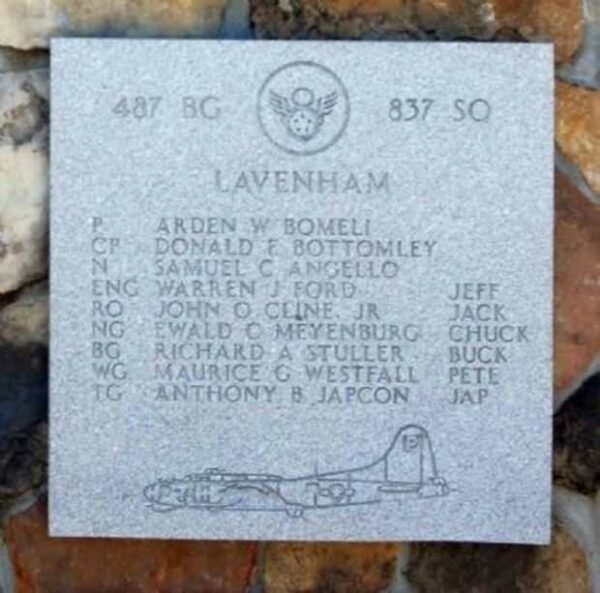 487 BG 837 SQ
LAVENHAM
P ARDEN W BOMELI
CP DONALD E BOTTOMLEY
N SAMUEL C ANGELLO
ENG WARREN J FORD JEFF
RO JOHN O CLINE, JR JACK
NG EWALD O MEYENBURG CHUCK
BG RICHARD A STULLER BUCK
WG MAURICE G WESTFALL PETE
TG ANTHONY B JAPCON JAP